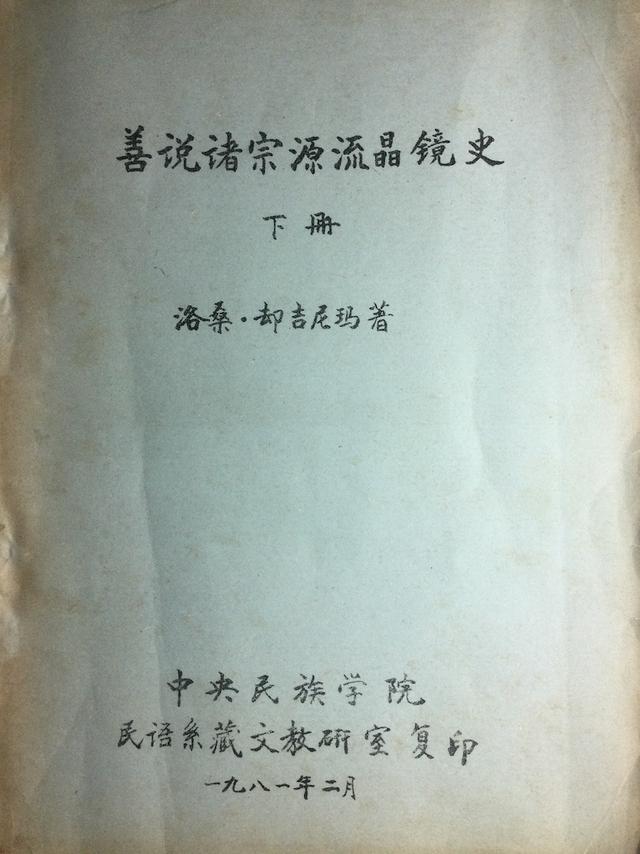 善说诸宗源流晶镜史
下册
洛桑·却吉尼玛著
中央民族学院
民语系藏文教研室复印
一九八一年二月